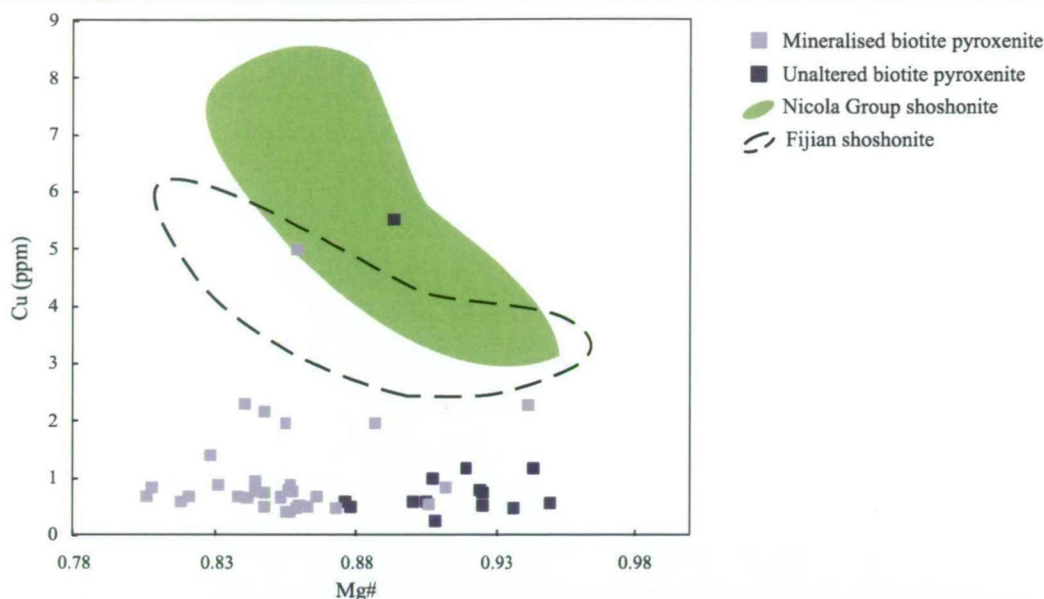 9
8
7
6
5
4
3
2
1
0
Cu (ppm)
0.78 0.83 0.88 0.93 0.98
Mg#
Mineralised biotite pyroxenite
Unaltered biotite pyroxenite
Nicola Group shoshonite
Fijian shoshonite